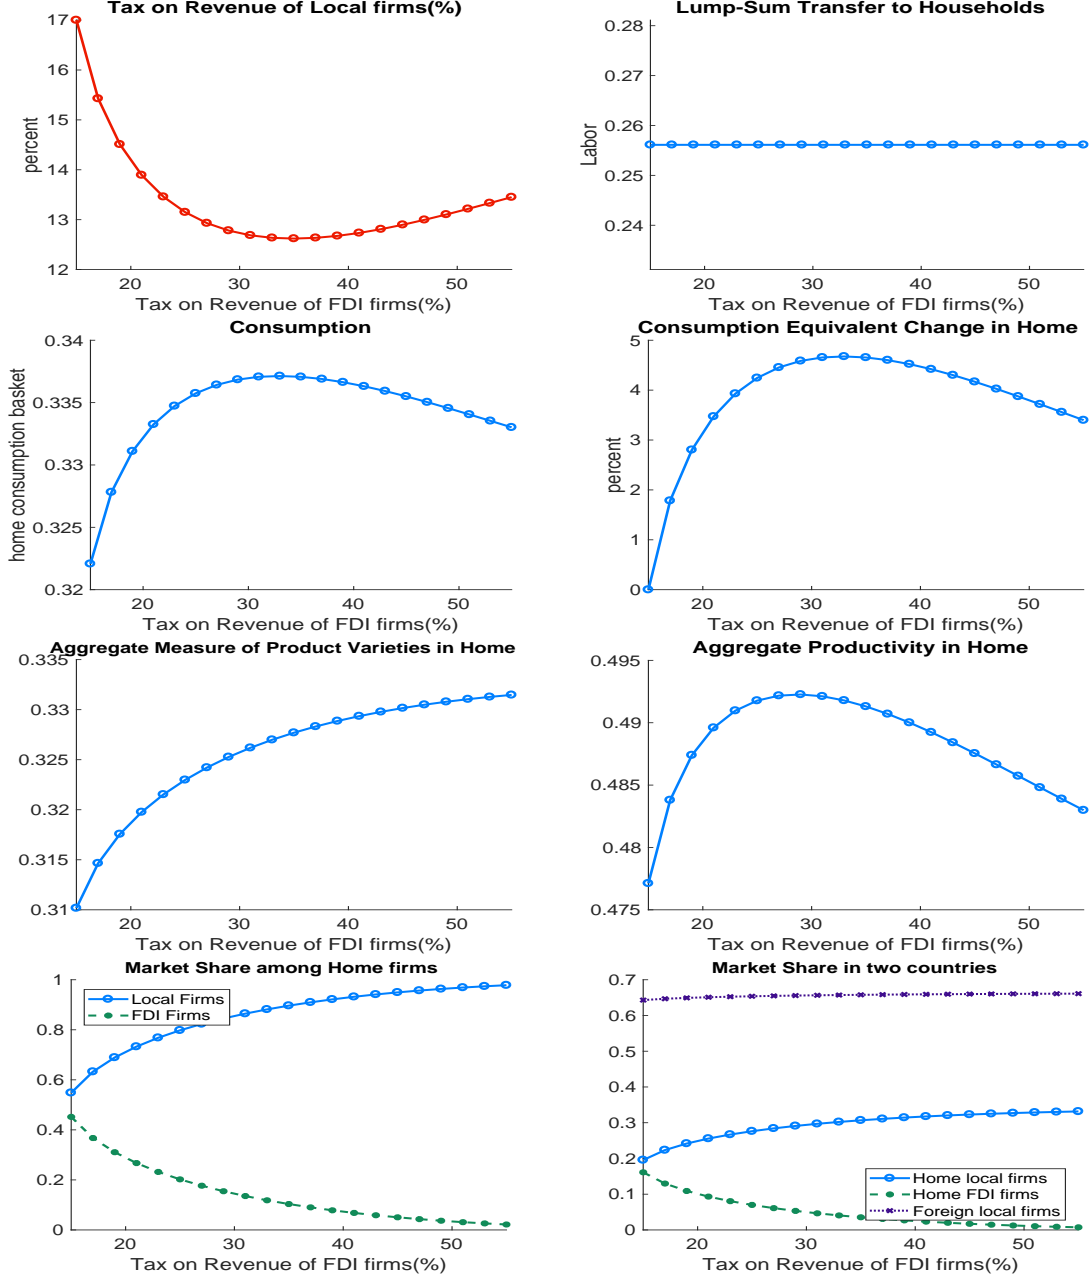 Tax on Revenue of Local firms(%)
17
16
15
14
13
12
percent
20 30 40 50
Tax on Revenue of FDI firms(%)
Lump-Sum Transfer to Households
0.28
0.26
0.25
0.24
Labor
20 30 40 50
Tax on Revenue of FDI firms(%)
Consumption
0.34
0.335
0.33
0.325
0.32
home consumption basket
20 30 40 50
Tax on Revenue of FDI firms(%)
Consumption Equivalent Change in Home
5
4
3
2
1
0
percent
20 30 40 50
Tax on Revenue of FDI firms(%)
Aggregate Measure of Product Varieties in Home
0.335
0.33
0.325
0.32
0.315
0.31
20 30 40 50
Tax on Revenue of FDI firms(%)
Aggregate Productivity in Home
0.495
0.49
0.485
0.48
0.475
20 30 40 50
Tax on Revenue of FDI firms(%)
Market Share among Home firms
1
0.8
0.6
0.4
0.2
0
Local Firms
FDI Firms
20 30 40 50
Tax on Revenue of FDI firms(%)
Market Share in two countries
0.7
0.6
0.5
0.4
0.3
0.2
0.1
0
Home local firms
Home FDI firms
Foreign local firms
20 30 40 50
Tax on Revenue of FDI firms(%)